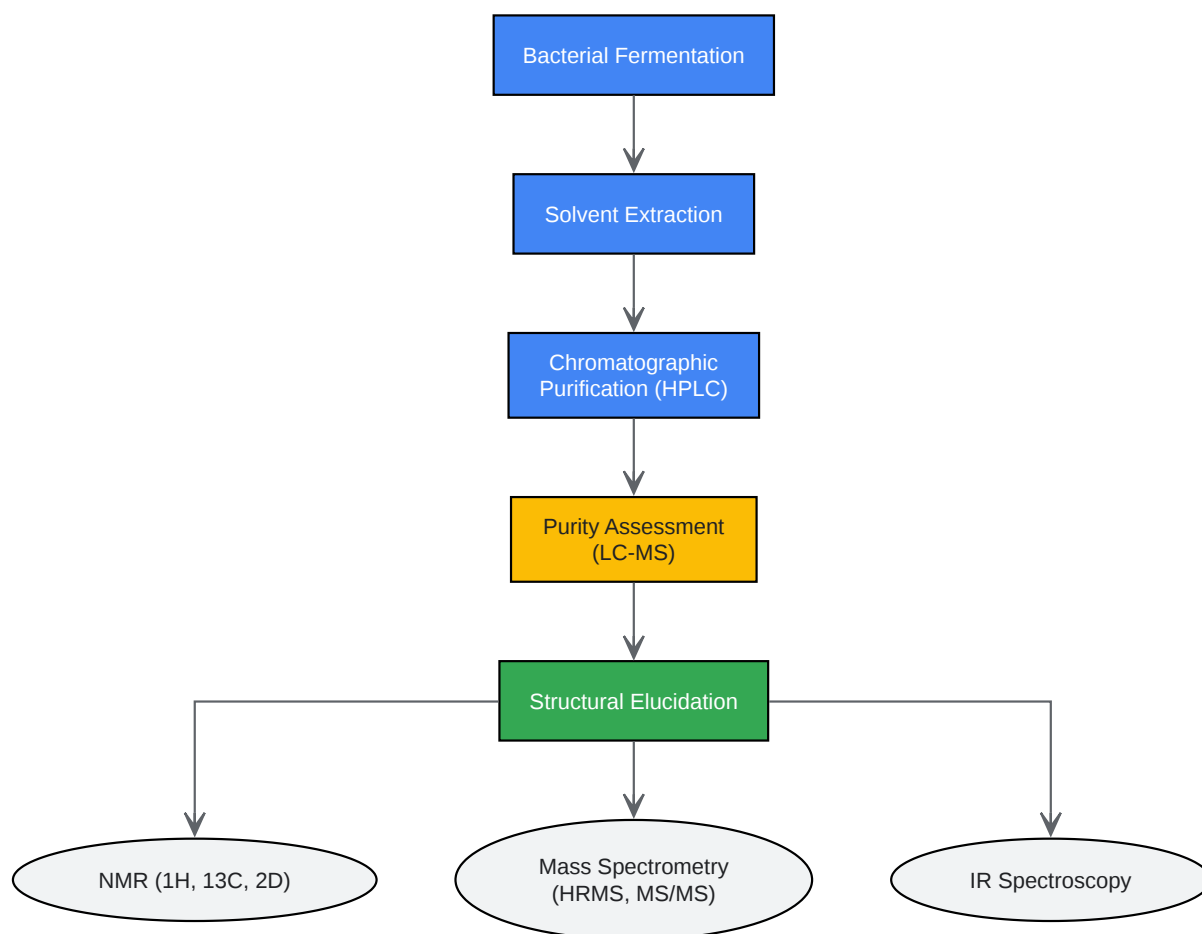 Bacterial Fermentation
Solvent Extraction
Chromatographic
Purification (HPLC)
Purity Assessment
(LC-MS)
Structural Elucidation
NMR (1H, 13C, 2D)
Mass Spectrometry
(HRMS, MS/MS)
IR Spectroscopy